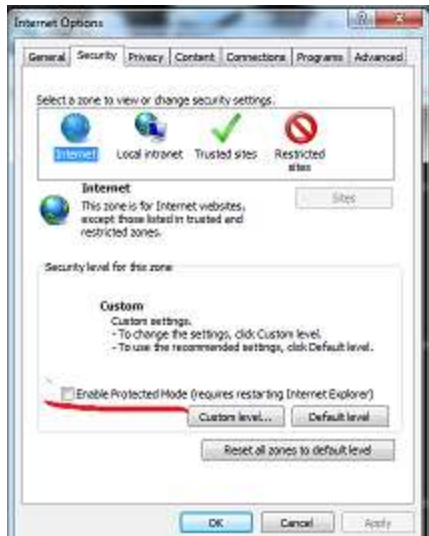 Internet Options
General Security Privacy Content Connections Programs Advanced
Select a zone to view or change security settings.
Internet Local intranet Trusted sites Restricted
sites
Internet
This zone is for Internet websites,
except those listed in trusted and
restricted zones.
Sites
Security level for this zone
Custom
Custom settings.
- To change the settings, click Custom level.
- To use the recommended settings, click Default level.
Enable Protected Mode (requires restarting Internet Explorer)
Custom level... Default level
Reset all zones to default level
OK Cancel Apply